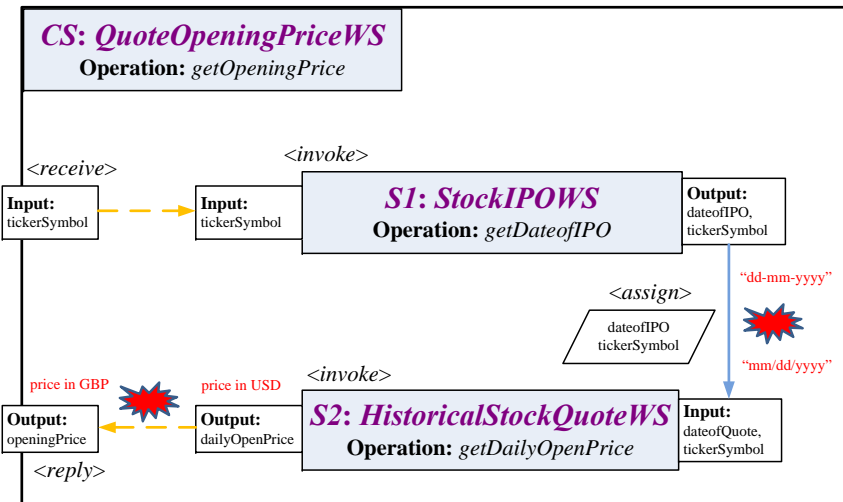 CS: QuoteOpeningPriceWS
Operation: getOpeningPrice
<receive>
<invoke>
Input:
tickerSymbol
Input:
tickerSymbol
S1: StockIPOWS
Operation: getDateofIPO
Output:
dateofIPO,
tickerSymbol
“dd-mm-yyyy”
<assign>
dateofIPO
tickerSymbol
“mm/dd/yyyy”
price in GBP
price in USD
<invoke>
Output:
openingPrice
Output:
dailyOpenPrice
S2: HistoricalStockQuoteWS
Operation: getDailyOpenPrice
Input:
dateofQuote,
tickerSymbol
<reply>